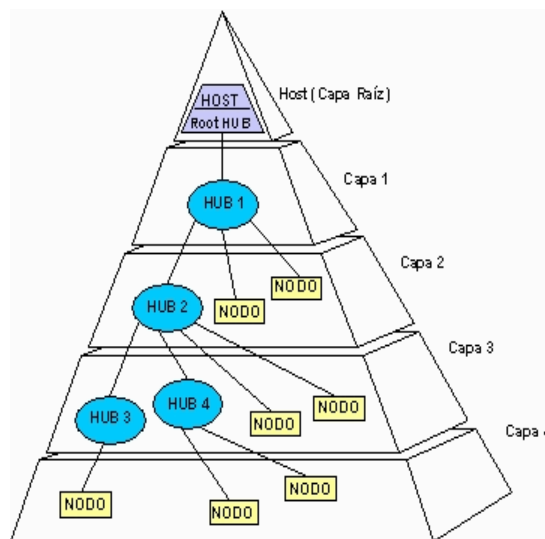 HOST
Root HUB
Host (Capa Raíz)
HUB 1
Capa 1
NODO
HUB 2
NODO
Capa 2
HUB 3
HUB 4
NODO
NODO
Capa 3
NODO
NODO
NODO
Capa